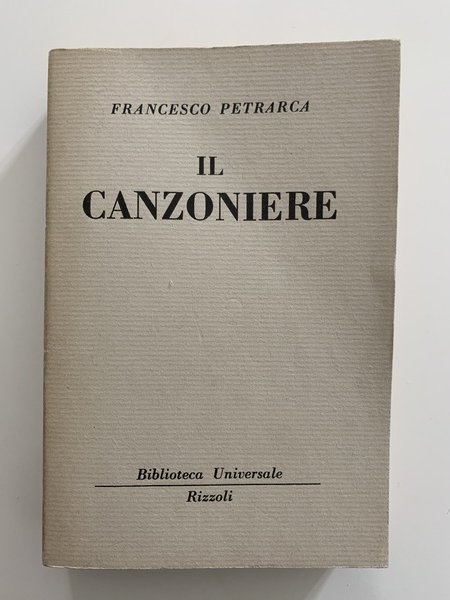 FRANCESCO PETRARCA
IL
CANZONIERE
Biblioteca Universale
Rizzoli